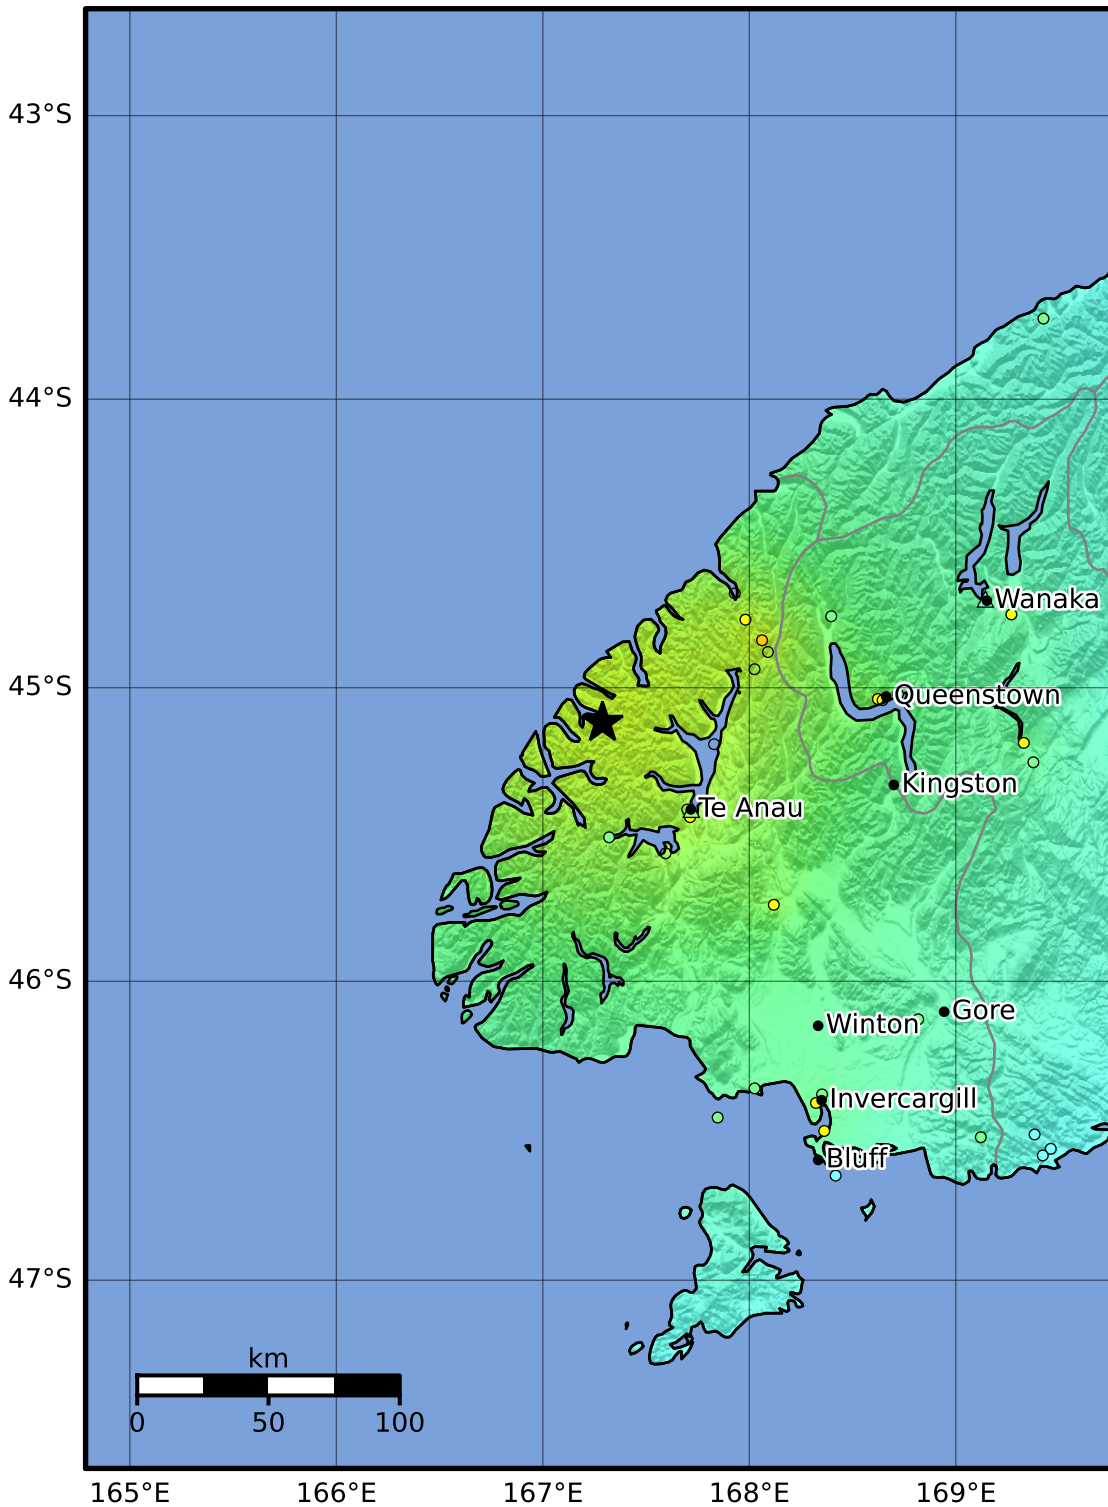 43°S
44°S
Wanaka
45°S
Queenstown
Kingston
Te Anau
46°S
Gore
Winton
Invercargill
Bluff
47°S
km
0 50 100
165°E 166°E 167°E 168°E 169°E